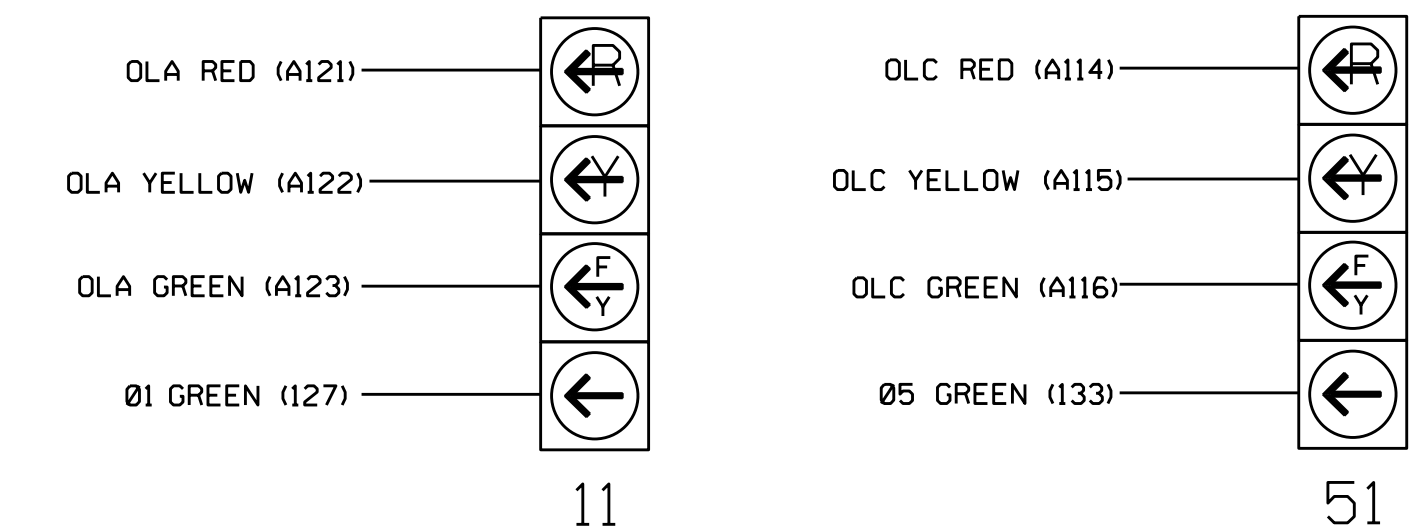 OLA RED (A121)
R
OLA YELLOW (A122)
Y
OLA GREEN (A123)
F
Y
Ø1 GREEN (127)
11
OLC RED (A114)
R
OLC YELLOW (A115)
Y
OLC GREEN (A116)
F
Y
Ø5 GREEN (133)
51